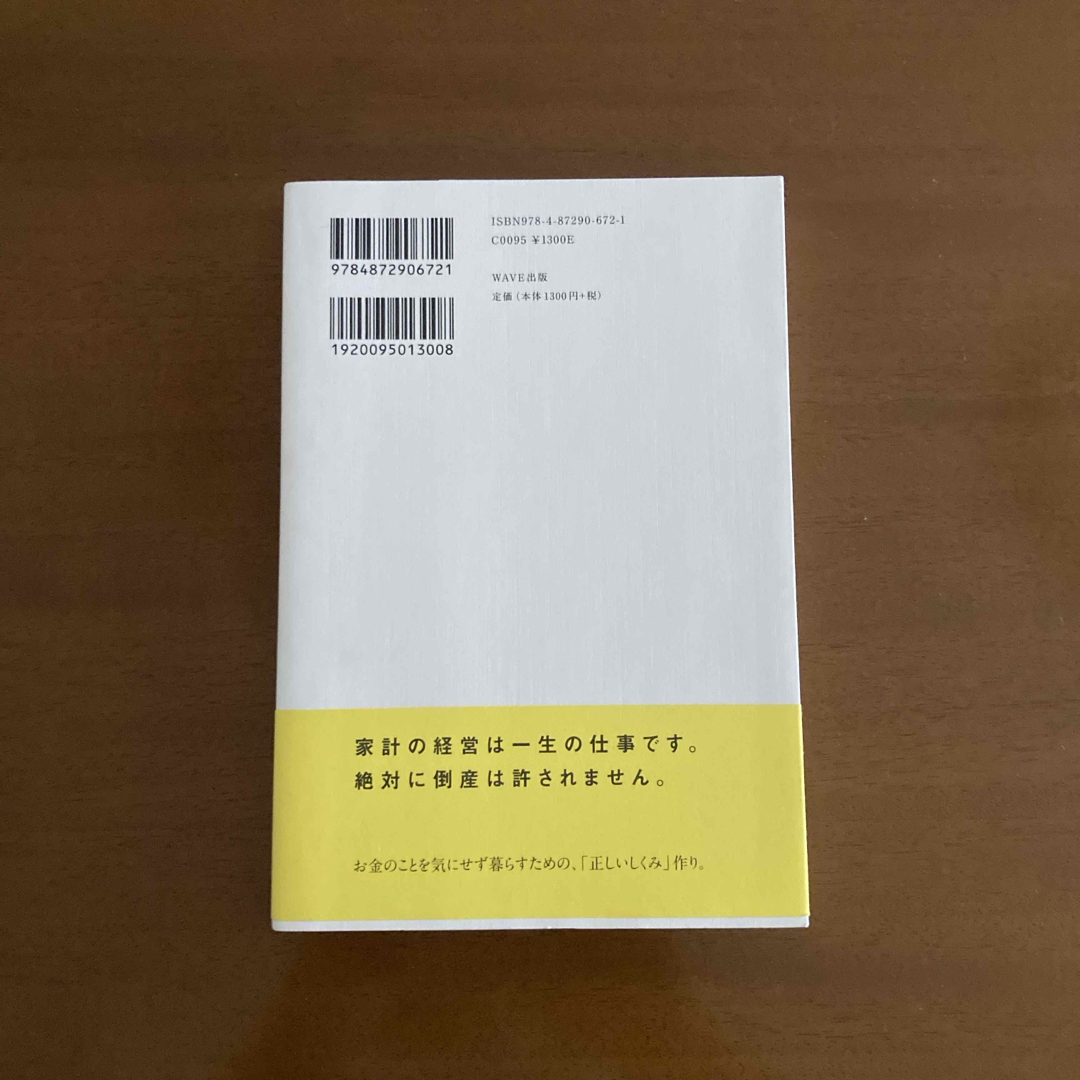 9784872906721
1920095013008
ISBN978-4-87290-672-1
C0095 ¥1300E
WAVE出版
定価(本体1300円+税)
家計の経営は一生の仕事です。
絶対に倒産は許されません。
お金のことを気にせず暮らすための、「正しいしくみ」作り。